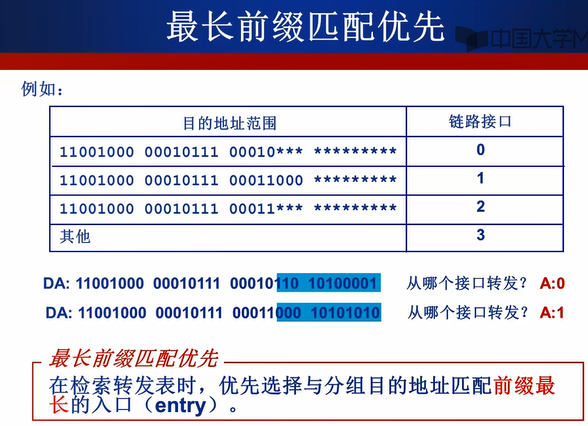 最长前缀匹配优先
中国大学M
例如：
目的地址范围 链路接口
11001000 00010111 00010*** ********* 0
11001000 00010111 00011000 ********* 1
11001000 00010111 00011*** ********* 2
其他 3
DA: 11001000 00010111 00010110 10100001 从哪个接口转发？ A:0
DA: 11001000 00010111 00011000 10101010 从哪个接口转发？ A:1
最长前缀匹配优先
在检索转发表时，优先选择与分组目的地址匹配前缀最
长的入口（entry）。